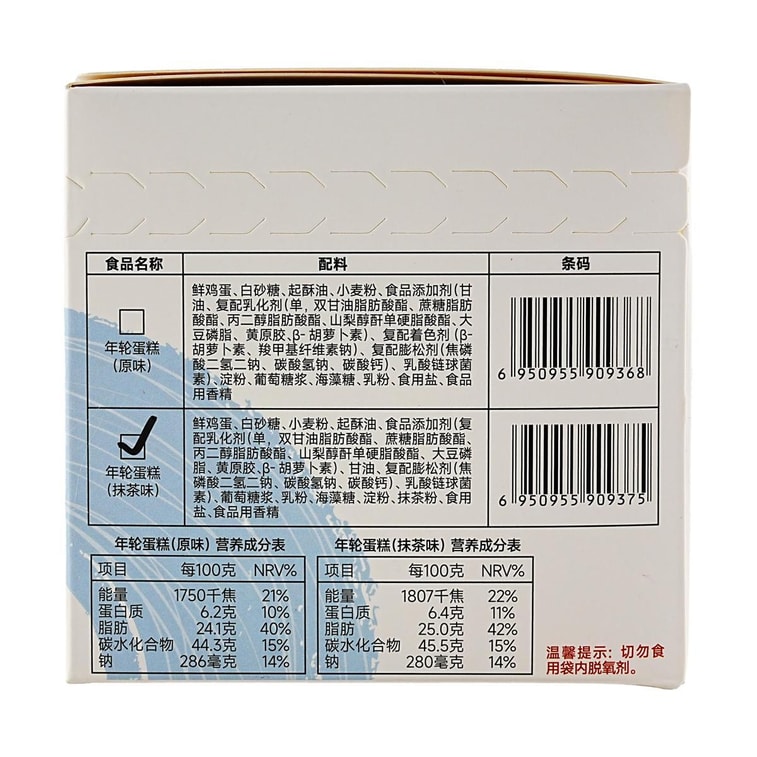 食品名称 配料 条码
年轮蛋糕
(原味)
鲜鸡蛋、白砂糖、起酥油、小麦粉、食品添加剂(甘
油、复配乳化剂(单,双甘油脂肪酸酯、蔗糖脂肪
酸酯、丙二醇脂肪酸酯、山梨醇酐单硬脂酸酯、大
豆磷脂、黄原胶、β-胡萝卜素)、复配着色剂(β-
胡萝卜素、羧甲基纤维素钠)、复配膨松剂(焦磷
酸二氢二钠、碳酸氢钠、碳酸钙)、乳酸链球菌
素)、淀粉、葡萄糖浆、海藻糖、乳粉、食用盐、食品
用香精
6 950955 909368
年轮蛋糕
(抹茶味)
鲜鸡蛋、白砂糖、小麦粉、起酥油、食品添加剂(复
配乳化剂(单,双甘油脂肪酸酯、蔗糖脂肪酸酯、
丙二醇脂肪酸酯、山梨醇酐单硬脂酸酯、大豆磷
脂、黄原胶、β-胡萝卜素)、甘油、复配膨松剂(焦
磷酸二氢二钠、碳酸氢钠、碳酸钙)、乳酸链球菌
素)、葡萄糖浆、乳粉、海藻糖、淀粉、抹茶粉、食用
盐、食品用香精
6 950955 909375
年轮蛋糕(原味) 营养成分表
项目 每100克 NRV%
能量 1750千焦 21%
蛋白质 6.2克 10%
脂肪 24.1克 40%
碳水化合物 44.3克 15%
钠 286毫克 14%
年轮蛋糕(抹茶味) 营养成分表
项目 每100克 NRV%
能量 1807千焦 22%
蛋白质 6.4克 11%
脂肪 25.0克 42%
碳水化合物 45.5克 15%
钠 280毫克 14%
温馨提示:切勿食
用袋内脱氧剂。